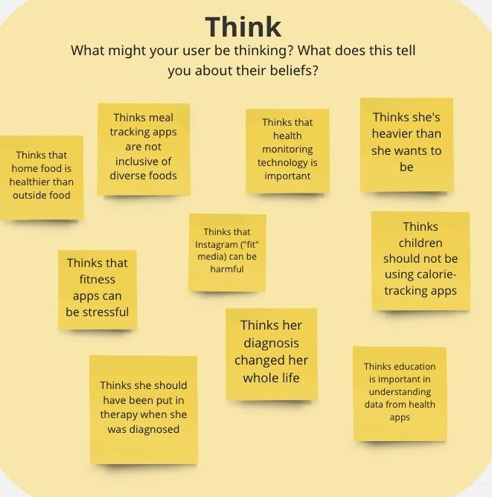 Think
What might your user be thinking? What does this tell
you about their beliefs?
Thinks that
home food is
healthier than
outside food
Thinks meal
tracking apps
are not
inclusive of
diverse foods
Thinks that
health
monitoring
technology is
important
Thinks she's
heavier than
she wants to
be
Thinks that
Instagram ("fit"
media) can be
harmful
Thinks
children
should not be
using calorie-
tracking apps
Thinks that
fitness
apps can
be stressful
Thinks her
diagnosis
changed her
whole life
Thinks she should
have been put in
therapy when she
was diagnosed
Thinks education
is important in
understanding
data from health
apps